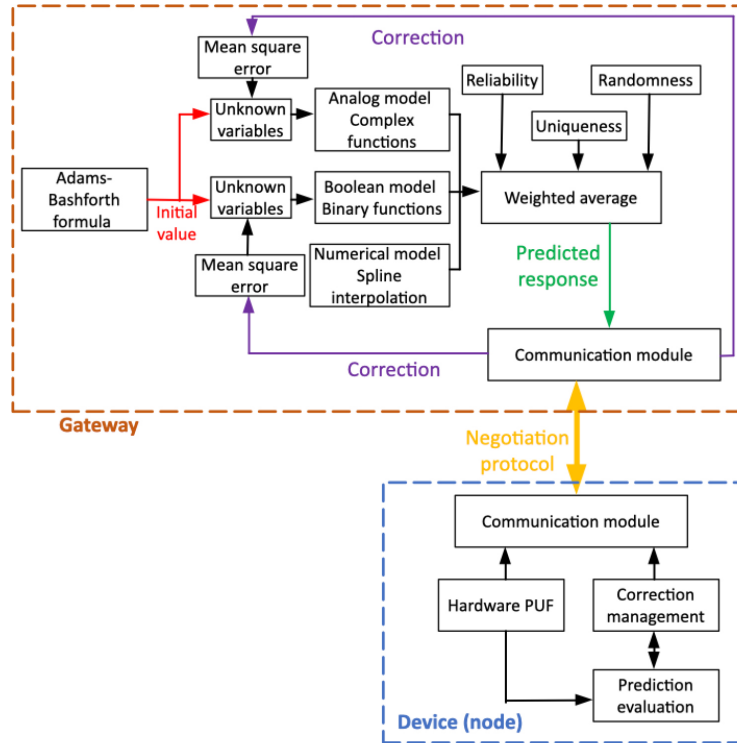 Correction
Mean square
error
Reliability
Randomness
Unknown
variables
Analog model
Complex
functions
Uniqueness
Adams-
Bashforth
formula
Initial
value
Unknown
variables
Boolean model
Binary functions
Weighted average
Mean square
error
Numerical model
Spline
interpolation
Predicted
response
Correction
Communication module
Gateway
Negotiation
protocol
Communication module
Hardware PUF
Correction
management
Prediction
evaluation
Device (node)